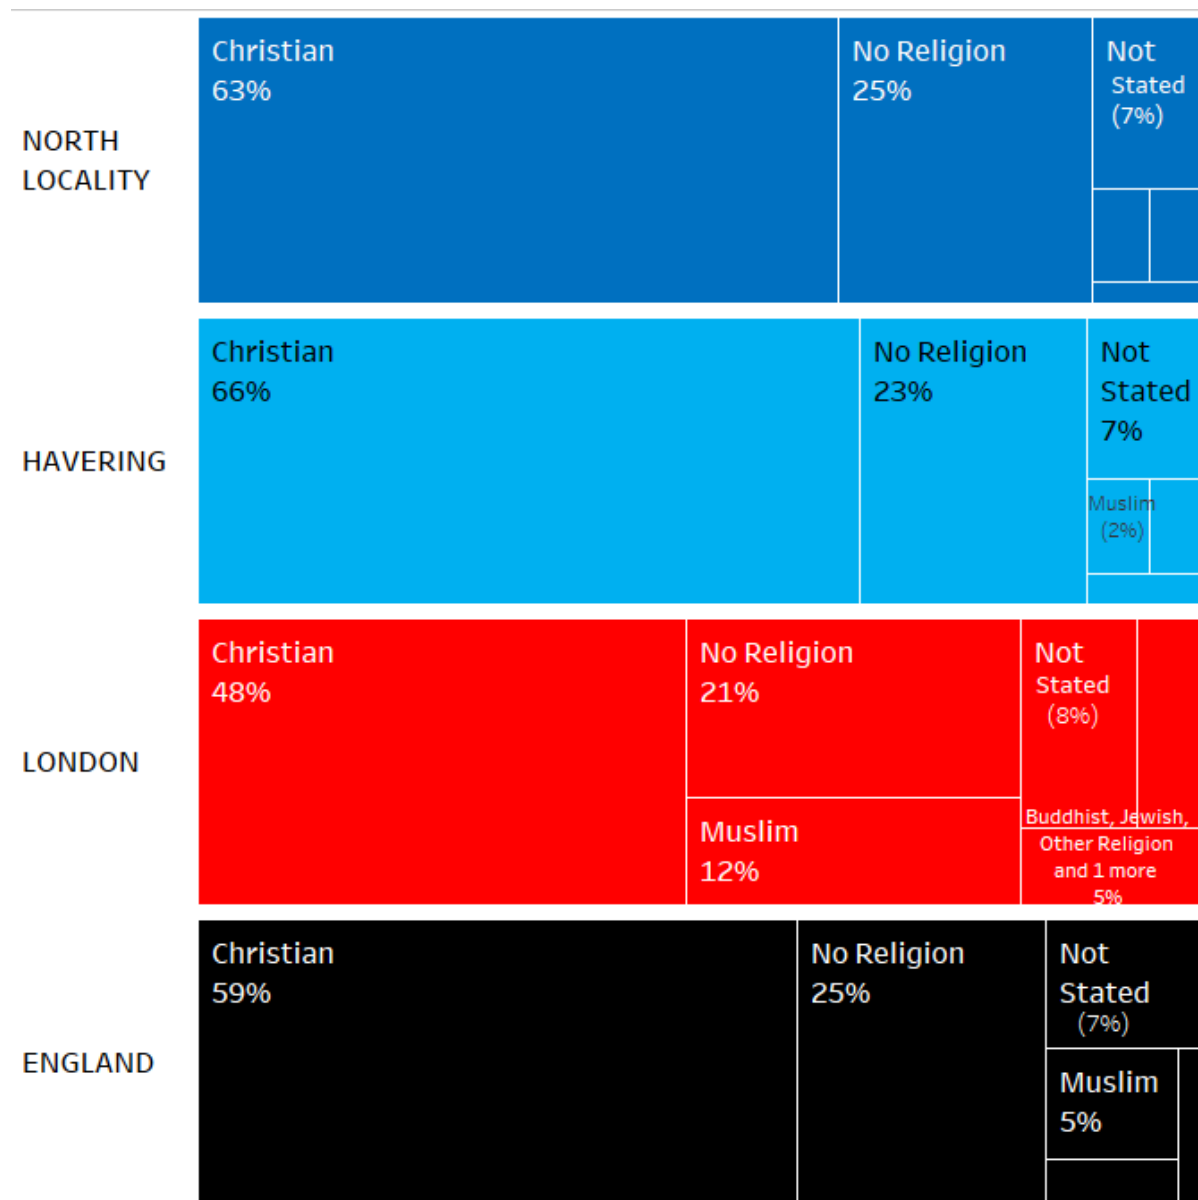 NORTH
LOCALITY
Christian
63%
No Religion
25%
Not
Stated
(7%)
HAVERING
Christian
66%
No Religion
23%
Not
Stated
7%
Muslim
(2%)
LONDON
Christian
48%
No Religion
21%
Muslim
12%
Not
Stated
(8%)
Buddhist, Jewish,
Other Religion
and 1 more
5%
ENGLAND
Christian
59%
No Religion
25%
Not
Stated
(7%)
Muslim
5%